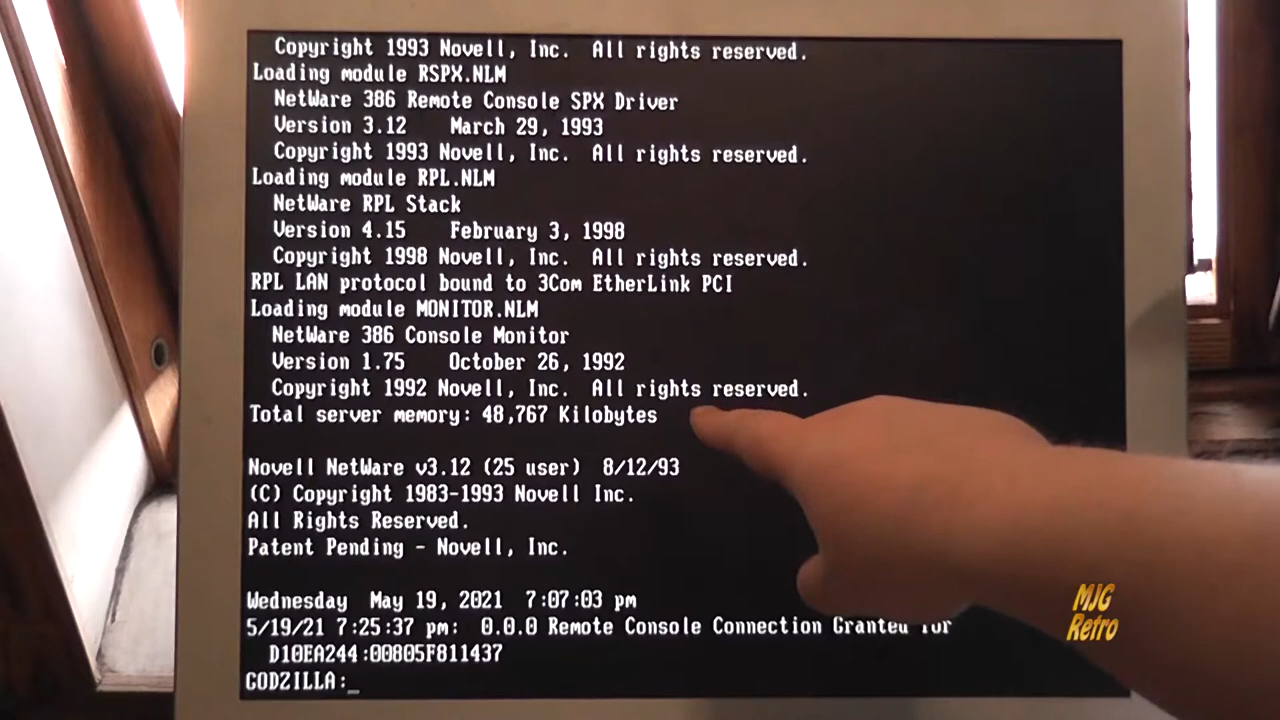 Copyright 1993 Novell, Inc.  All rights reserved.
Loading module RSPX.NLM
NetWare 386 Remote Console SPX Driver
Version 3.12    March 29, 1993
Copyright 1993 Novell, Inc.  All rights reserved.
Loading module RPL.NLM
NetWare RPL Stack
Version 4.15    February 3, 1998
Copyright 1998 Novell, Inc.  All rights reserved.
RPL LAN protocol bound to 3Com EtherLink PCI
Loading module MONITOR.NLM
NetWare 386 Console Monitor
Version 1.75    October 26, 1992
Copyright 1992 Novell, Inc.  All rights reserved.
Total server memory: 48,767 Kilobytes
Novell NetWare v3.12 (25 user)  8/12/93
(C) Copyright 1983-1993 Novell Inc.
All Rights Reserved.
Patent Pending - Novell, Inc.
Wednesday  May 19, 2021  7:07:03 pm
5/19/21 7:25:37 pm:  0.0.0 Remote Console Connection Granted for
D10EA244:00805F811437
GODZILLA:_
MJG
Retro